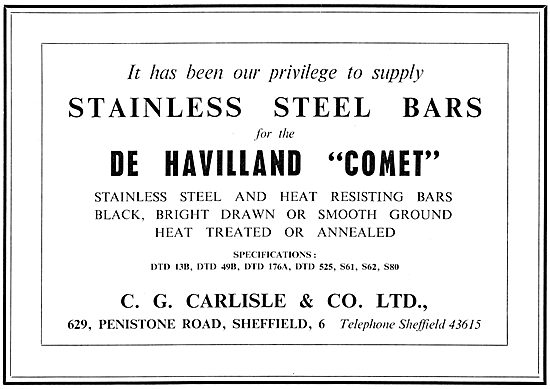 It has been our privilege to supply
STAINLESS STEEL BARS
for the
DE HAVILLAND "COMET"
STAINLESS STEEL AND HEAT RESISTING BARS
BLACK, BRIGHT DRAWN OR SMOOTH GROUND
HEAT TREATED OR ANNEALED
SPECIFICATIONS:
DTD 13B, DTD 49B, DTD 176A, DTD 525, S61, S62, S80
C. G. CARLISLE & CO. LTD.,
629, PENISTONE ROAD, SHEFFIELD, 6 Telephone Sheffield 43615